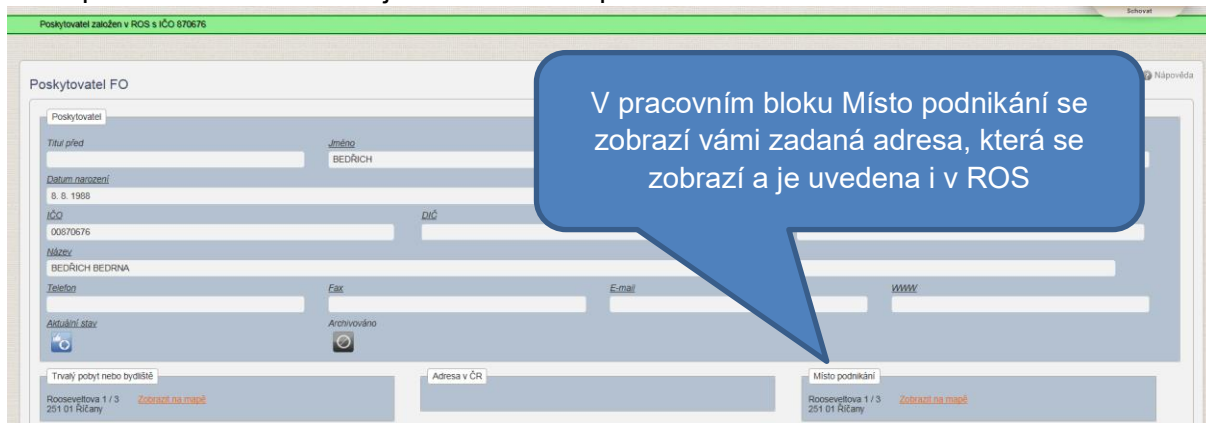 Schovat
Poskytovatel založen v ROS s IČO 870676
Nápověda
Poskytovatel FO
V pracovním bloku Místo podnikání se
zobrazí vámi zadaná adresa, která se
zobrazí a je uvedena i v ROS
Poskytovatel
Titul před
Jméno
BEDŘICH
Datum narození
8. 8. 1988
IČO
DIČ
00870676
Název
BEDŘICH BEDRNA
Telefon
Fax
E-mail
WWW
Aktuální stav
Archivováno
Trvalý pobyt nebo bydliště
Adresa v ČR
Místo podnikání
Rooseveltova 1 / 3 Zobrazit na mapě
251 01 Říčany
Rooseveltova 1 / 3 Zobrazit na mapě
251 01 Říčany